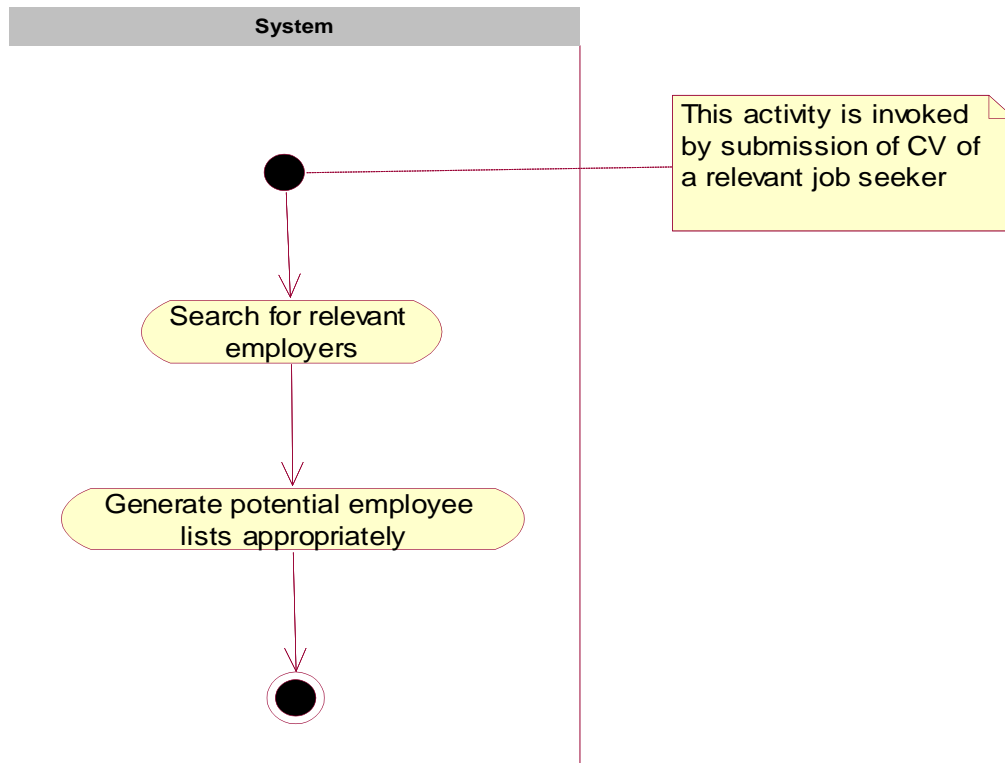 System
This activity is invoked
by submission of CV of
a relevant job seeker
Search for relevant
employers
Generate potential employee
lists appropriately